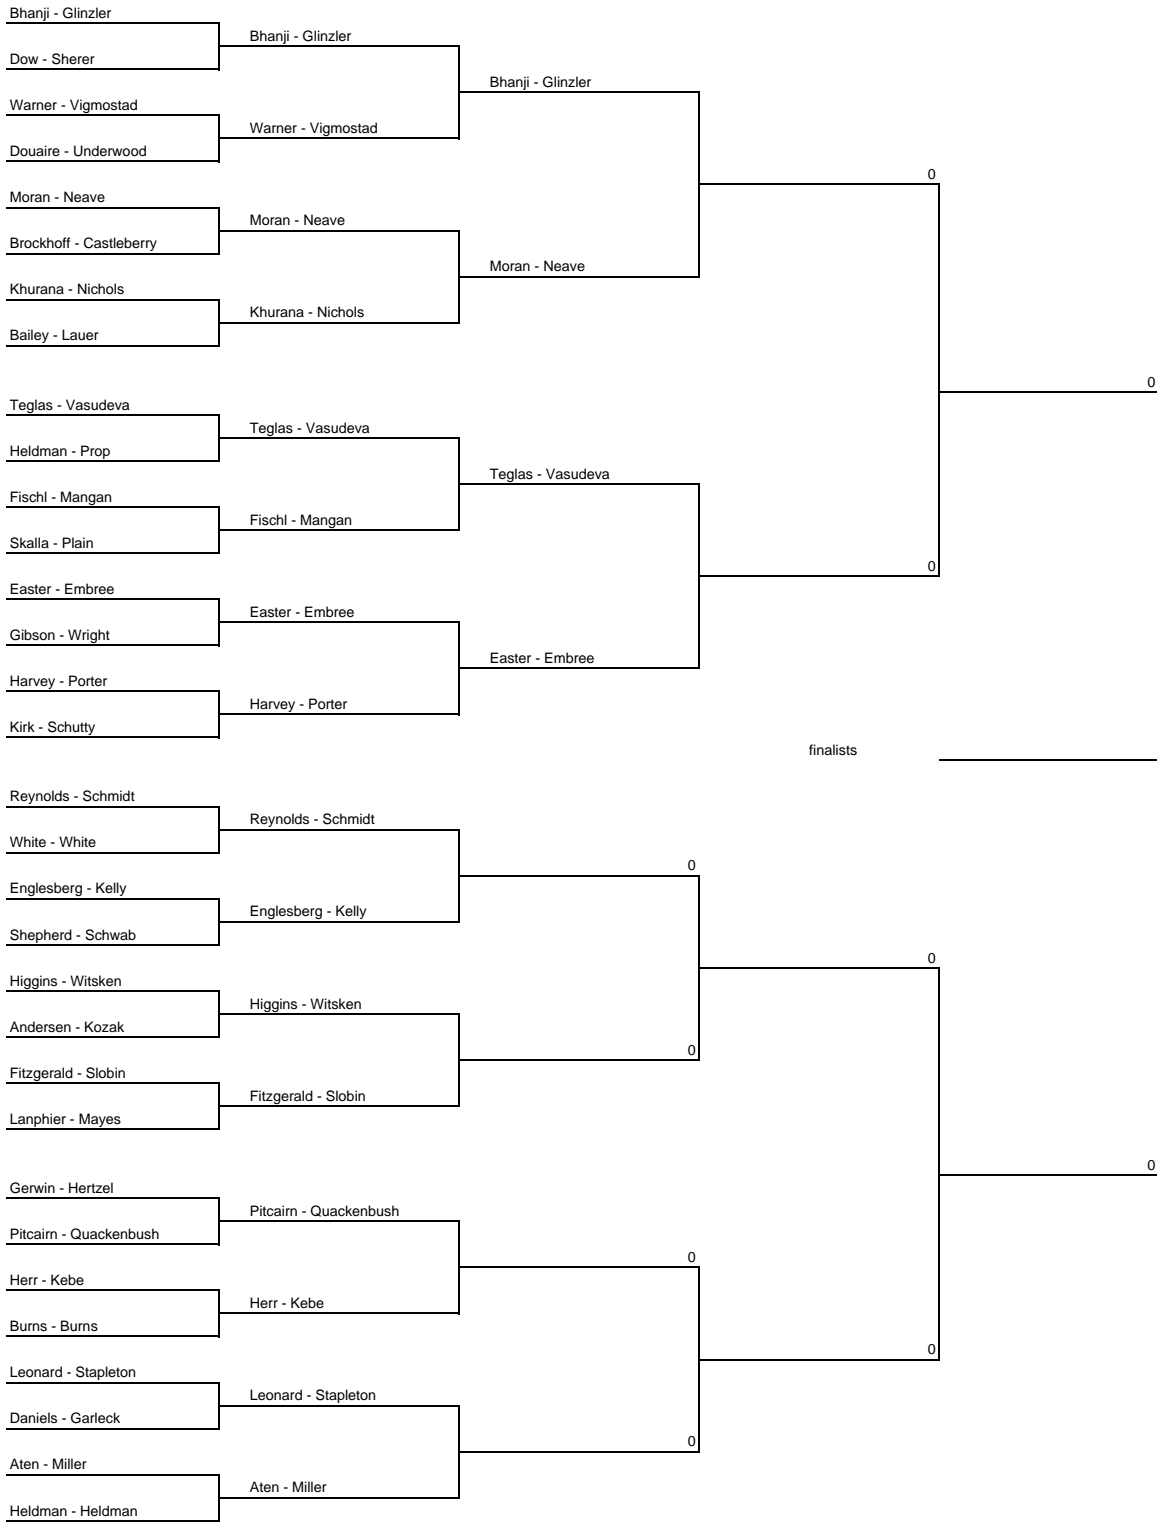 Bhanji - Glinzler
Bhanji - Glinzler
Dow - Sherer
Bhanji - Glinzler
Warner - Vigmostad
Warner - Vigmostad
Douaire - Underwood
0
Moran - Neave
Moran - Neave
Brockhoff - Castleberry
Moran - Neave
Khurana - Nichols
Khurana - Nichols
Bailey - Lauer
0
Teglas - Vasudeva
Teglas - Vasudeva
Heldman - Prop
Teglas - Vasudeva
Fischl - Mangan
Fischl - Mangan
Skalla - Plain
0
Easter - Embree
Easter - Embree
Gibson - Wright
Easter - Embree
Harvey - Porter
Harvey - Porter
Kirk - Schutty
finalists
Reynolds - Schmidt
Reynolds - Schmidt
White - White
0
Englesberg - Kelly
Englesberg - Kelly
Shepherd - Schwab
0
Higgins - Witsken
Higgins - Witsken
Andersen - Kozak
0
Fitzgerald - Slobin
Fitzgerald - Slobin
Lanphier - Mayes
0
Gerwin - Hertzel
Pitcairn - Quackenbush
Pitcairn - Quackenbush
0
Herr - Kebe
Herr - Kebe
Burns - Burns
0
Leonard - Stapleton
Leonard - Stapleton
Daniels - Garleck
0
Aten - Miller
Aten - Miller
Heldman - Heldman